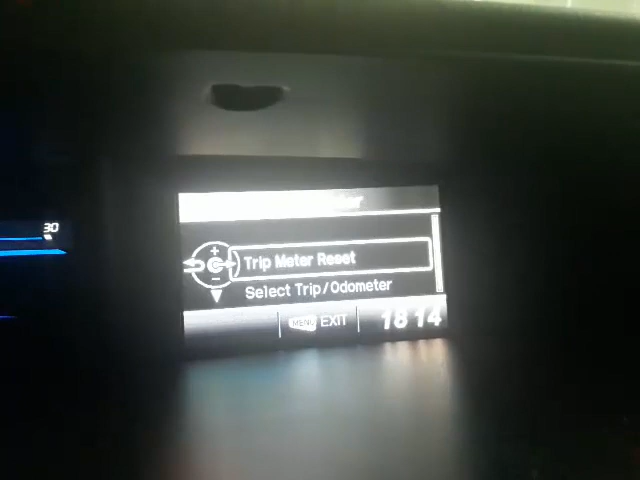 30
Trip Meter Reset
Select Trip/Odometer
MENU EXIT
18 14